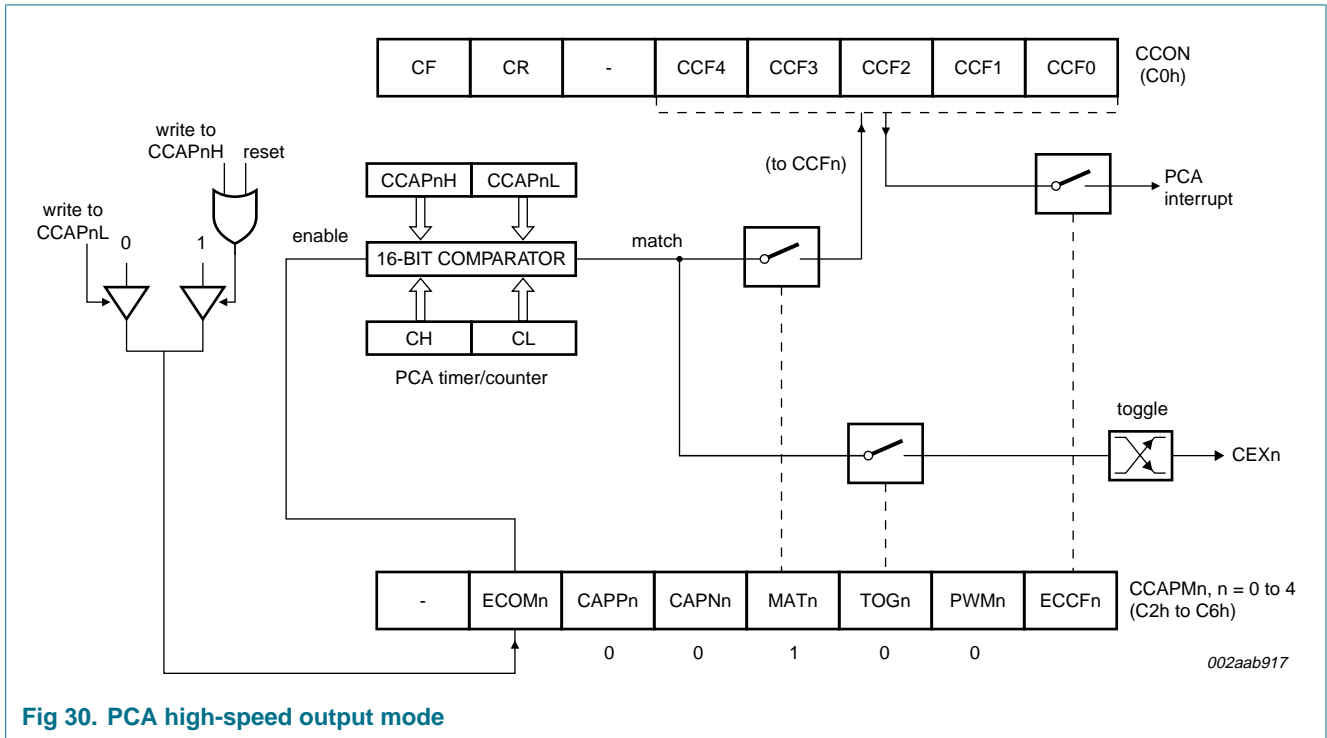 CF CR - CCF4 CCF3 CCF2 CCF1 CCF0
CCON
(C0h)
write to
CCAPnH reset
write to
CCAPnL
0 1
enable
CCAPnH CCAPnL
16-BIT COMPARATOR
CH CL
PCA timer/counter
match
(to CCFn)
PCA
interrupt
toggle
CEXn
- ECOMn CAPPn CAPNn MATn TOGn PWMn ECCFn
CCAPMn, n = 0 to 4
(C2h to C6h)
0 0 1 0 0
002aab917
Fig 30. PCA high-speed output mode